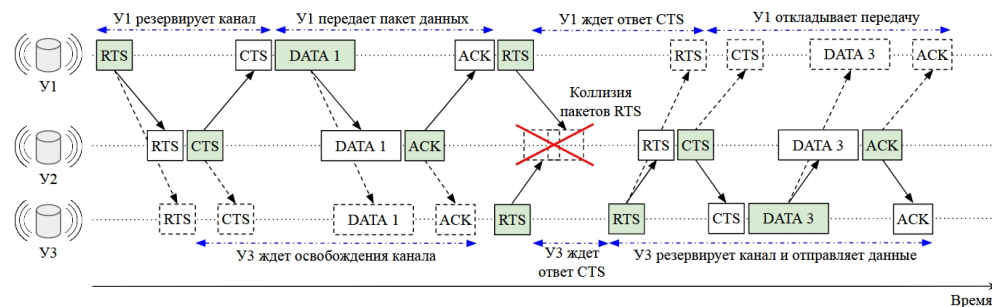 У1 резервирует канал
У1 передает пакет данных
У1 ждет ответ CTS
У1 откладывает передачу
RTS
CTS
DATA 1
ACK
RTS
RTS
CTS
DATA 3
ACK
У1
Коллизия
пакетов RTS
RTS
CTS
DATA 1
ACK
RTS
CTS
DATA 3
ACK
У2
RTS
CTS
DATA 1
ACK
RTS
RTS
CTS
DATA 3
ACK
У3
У3 ждет освобождения канала
У3 ждет
ответ CTS
У3 резервирует канал и отправляет данные
Время